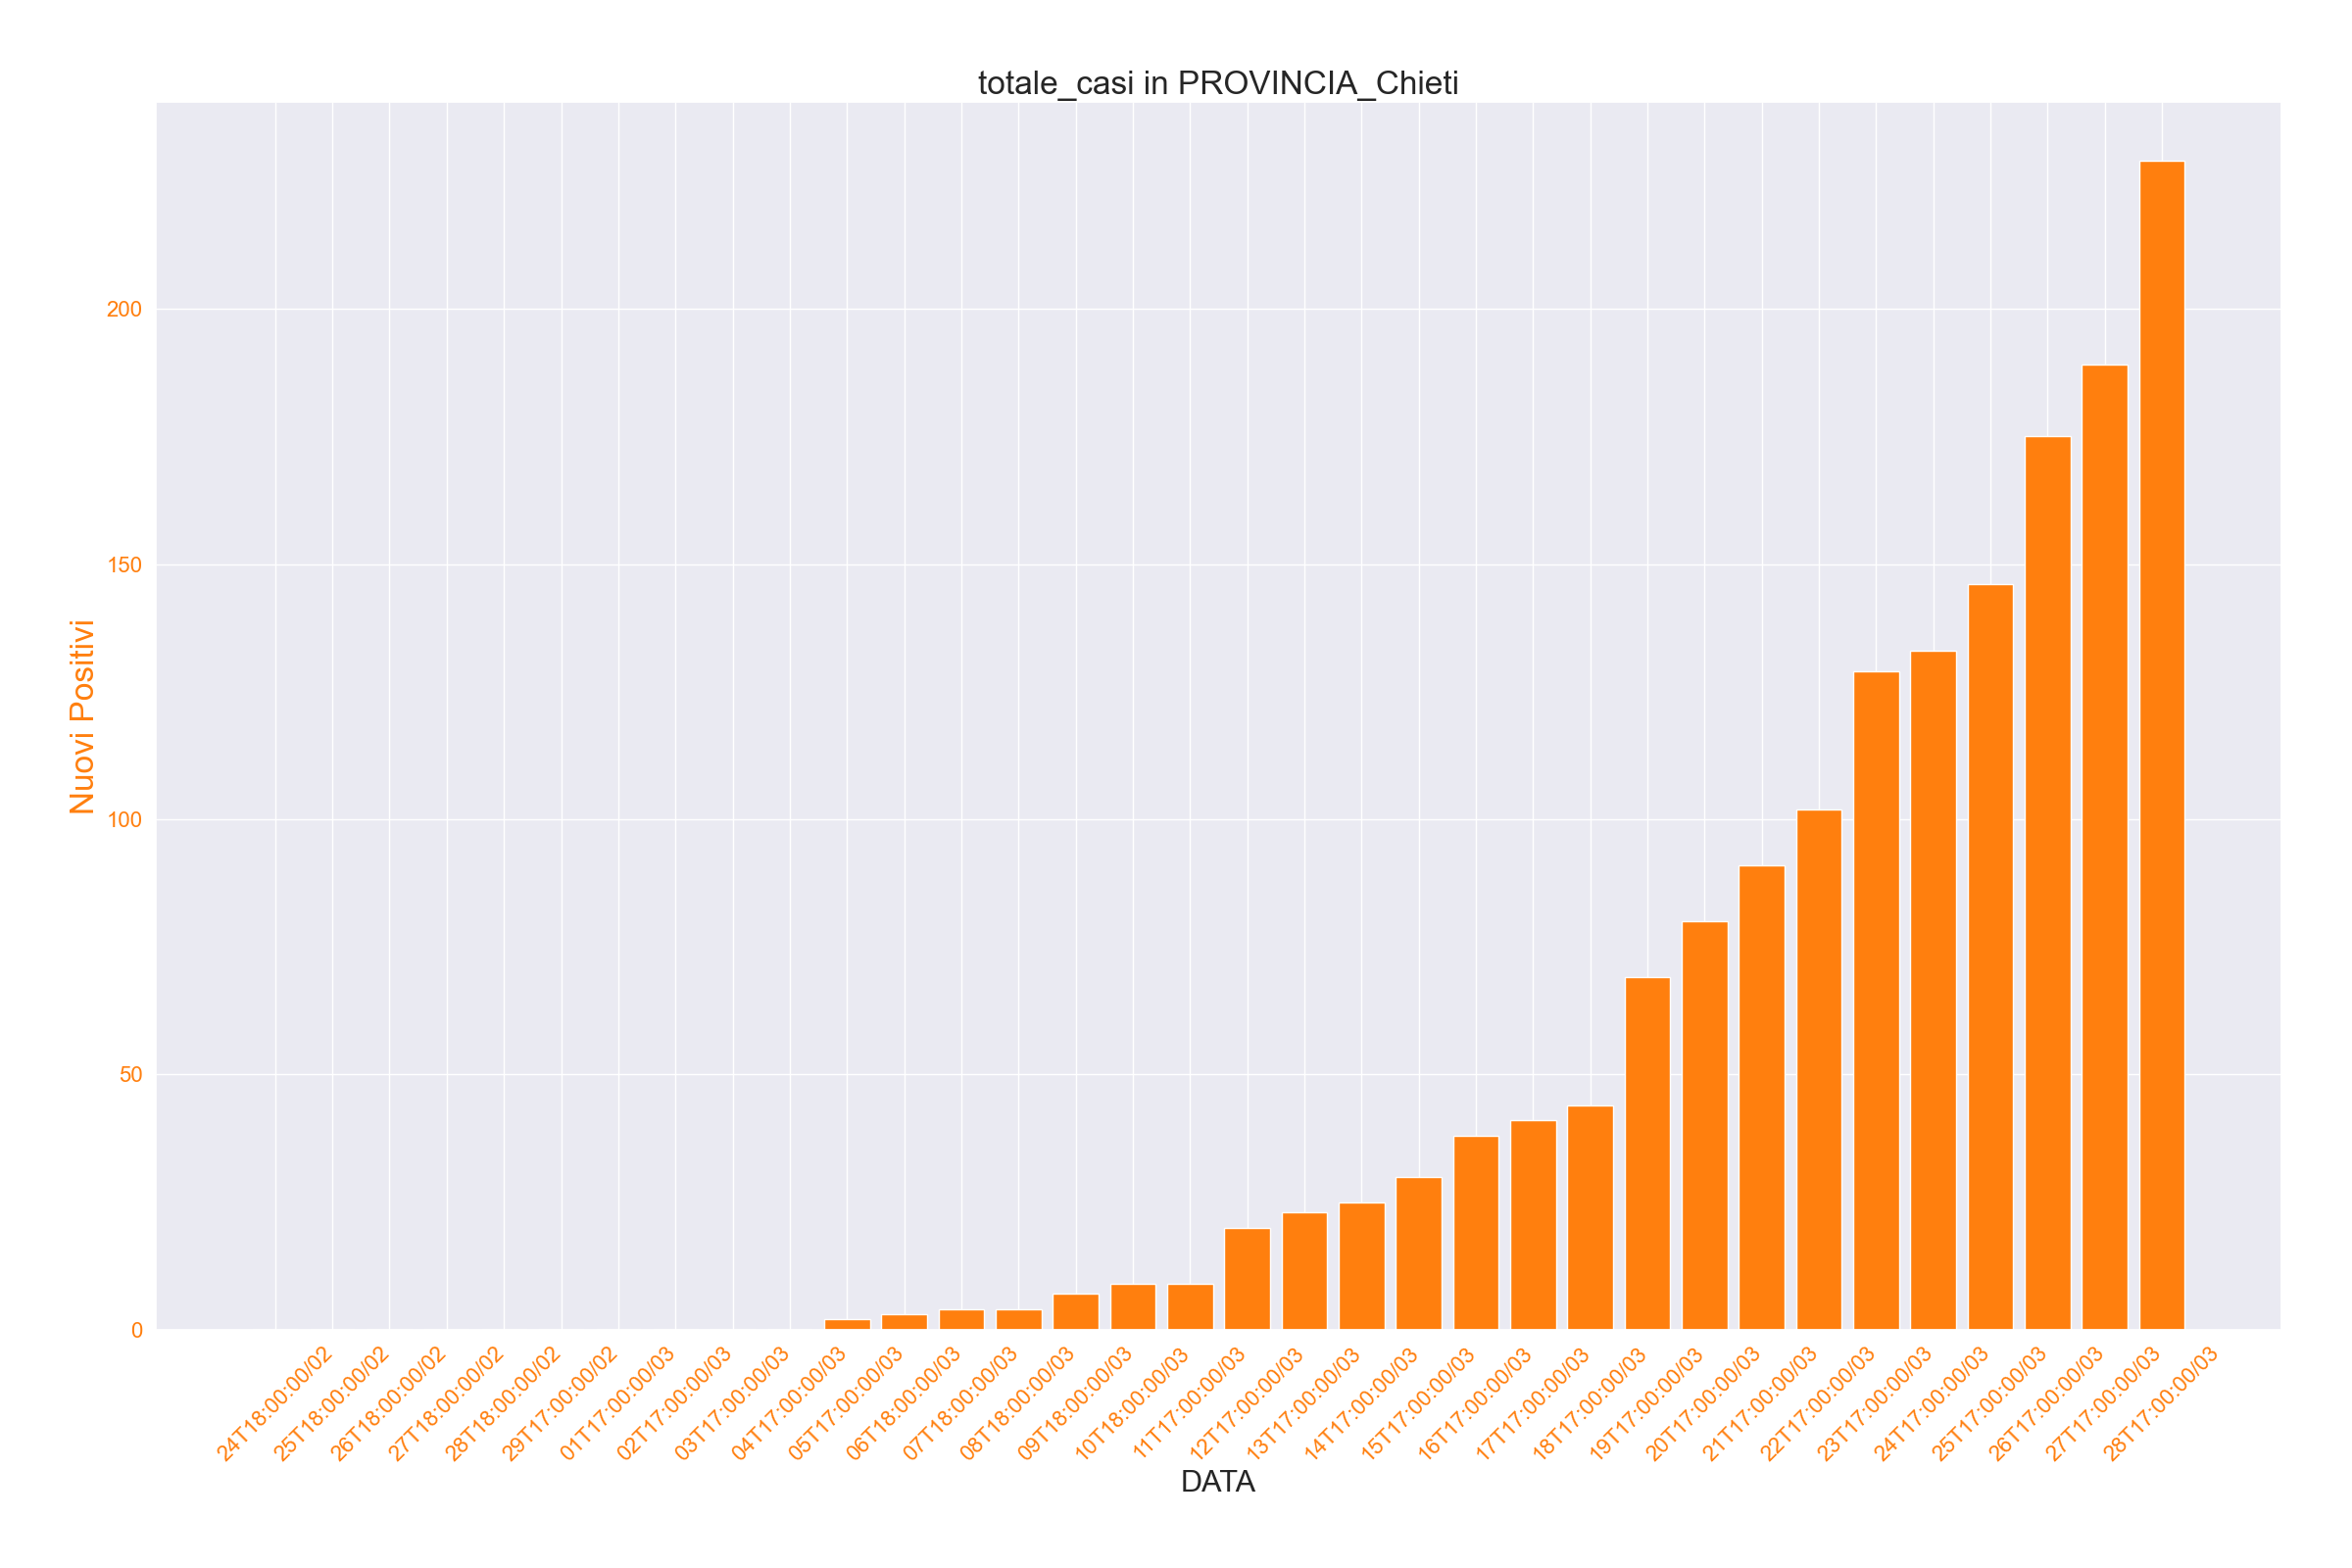 totale_casi in PROVINCIA_Chieti
Nuovi Positivi
200
150
100
50
0
24T18:00:00/02
25T18:00:00/02
26T18:00:00/02
27T18:00:00/02
28T18:00:00/02
29T17:00:00/02
01T17:00:00/03
02T17:00:00/03
03T17:00:00/03
04T17:00:00/03
05T17:00:00/03
06T18:00:00/03
07T18:00:00/03
08T18:00:00/03
09T18:00:00/03
10T18:00:00/03
11T17:00:00/03
12T17:00:00/03
13T17:00:00/03
14T17:00:00/03
15T17:00:00/03
16T17:00:00/03
17T17:00:00/03
18T17:00:00/03
19T17:00:00/03
20T17:00:00/03
21T17:00:00/03
22T17:00:00/03
23T17:00:00/03
24T17:00:00/03
25T17:00:00/03
26T17:00:00/03
27T17:00:00/03
28T17:00:00/03
DATA